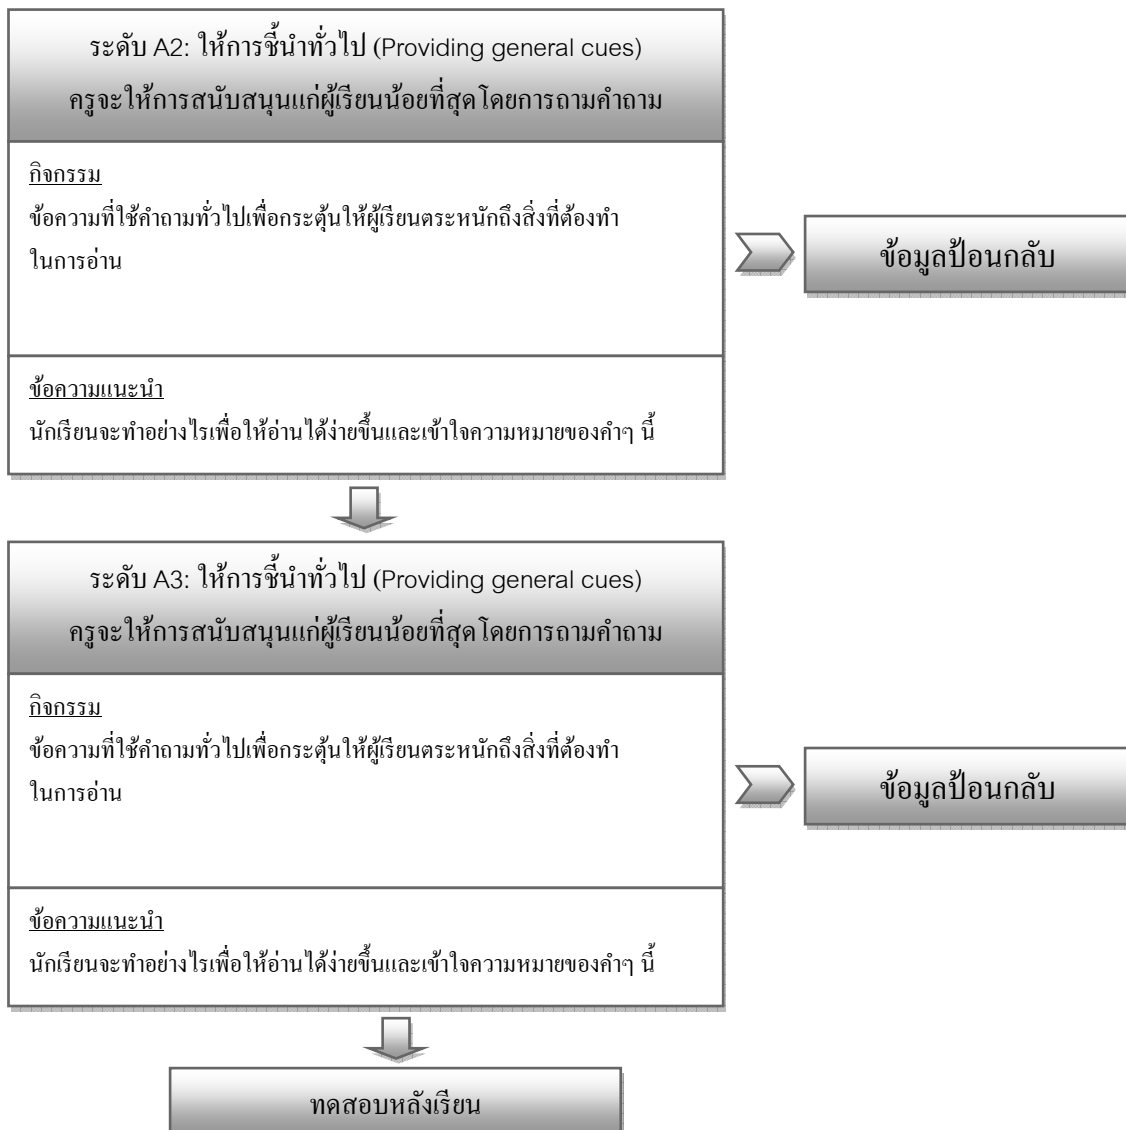 ระดับ A2: ให้การชี้นำทั่วไป (Providing general cues)
ครูจะให้การสนับสนุนแก่ผู้เรียนน้อยที่สุดโดยการถามคำถาม
กิจกรรม
ข้อความที่ใช้คำถามทั่วไปเพื่อกระตุ้นให้ผู้เรียนตระหนักถึงสิ่งที่ต้องทำ
ในการอ่าน
ข้อมูลป้อนกลับ
ข้อความแนะนำ
นักเรียนจะทำอย่างไรเพื่อให้อ่านได้ง่ายขึ้นและเข้าใจความหมายของคำๆ นี้
ระดับ A3: ให้การชี้นำทั่วไป (Providing general cues)
ครูจะให้การสนับสนุนแก่ผู้เรียนน้อยที่สุดโดยการถามคำถาม
กิจกรรม
ข้อความที่ใช้คำถามทั่วไปเพื่อกระตุ้นให้ผู้เรียนตระหนักถึงสิ่งที่ต้องทำ
ในการอ่าน
ข้อมูลป้อนกลับ
ข้อความแนะนำ
นักเรียนจะทำอย่างไรเพื่อให้อ่านได้ง่ายขึ้นและเข้าใจความหมายของคำๆ นี้
ทดสอบหลังเรียน